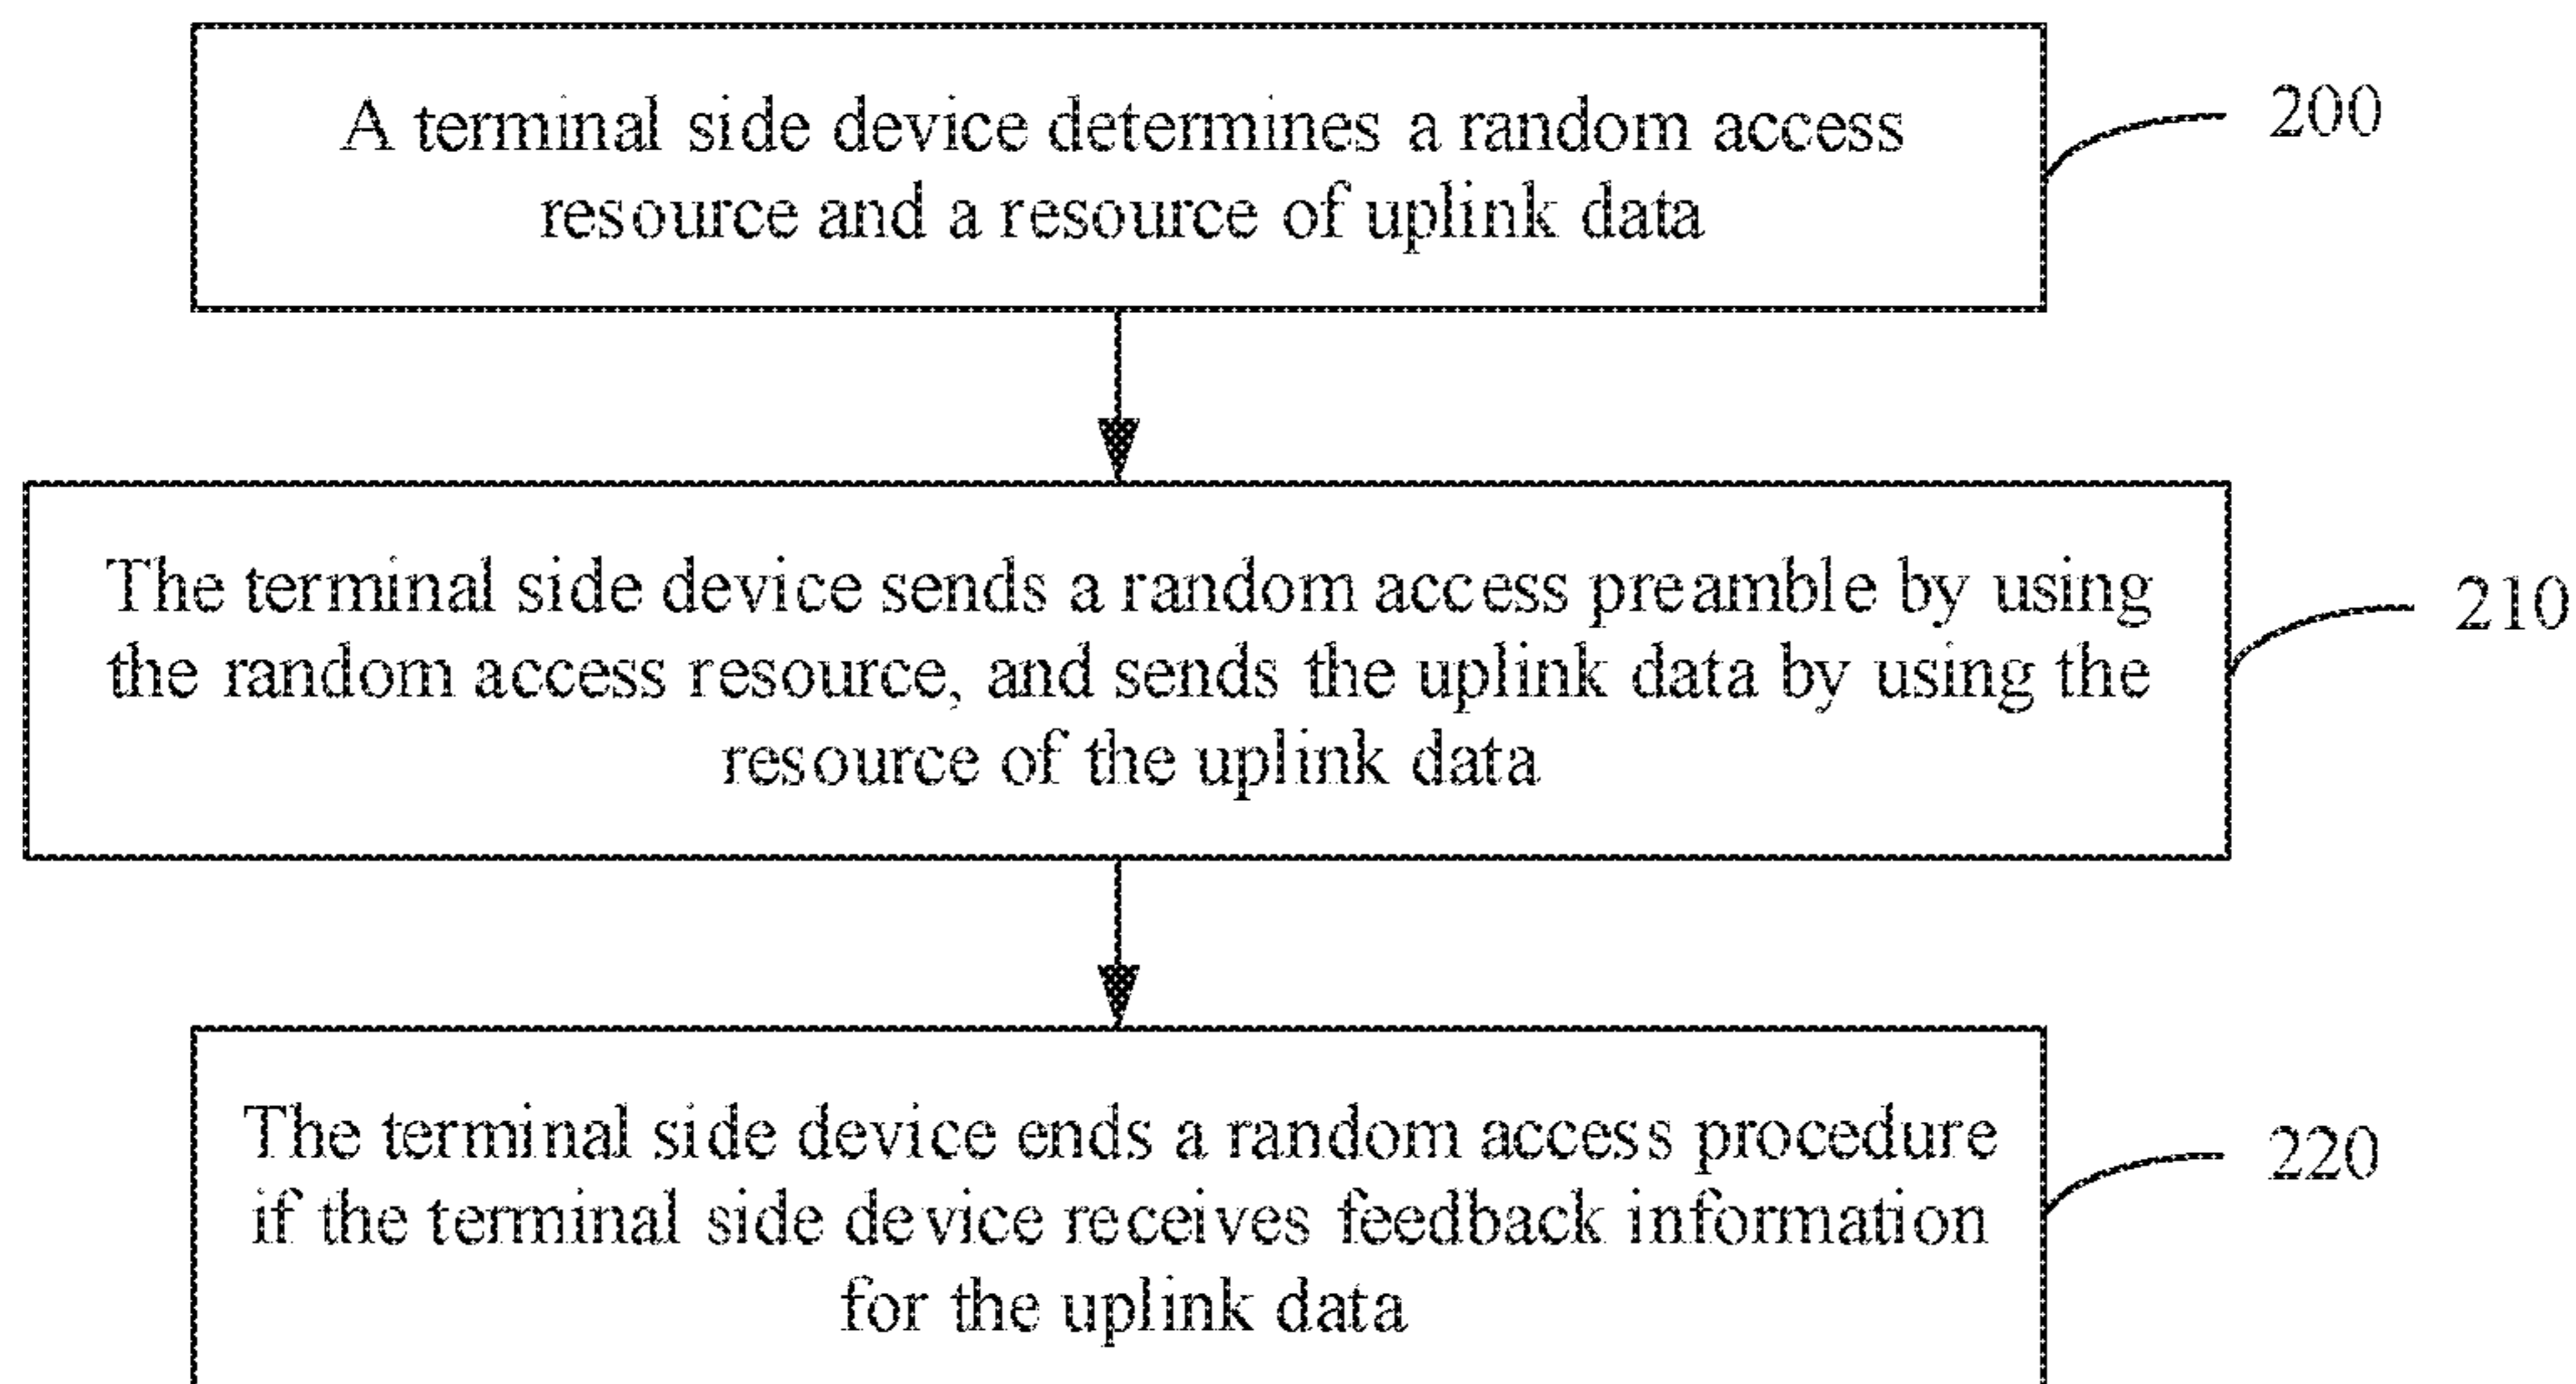 A terminal side device determines a random access
resource and a resource of uplink data
200
The terminal side device sends a random access preamble by using
the random access resource, and sends the uplink data by using the
resource of the uplink data
210
The terminal side device ends a random access procedure
if the terminal side device receives feedback information
for the uplink data
220